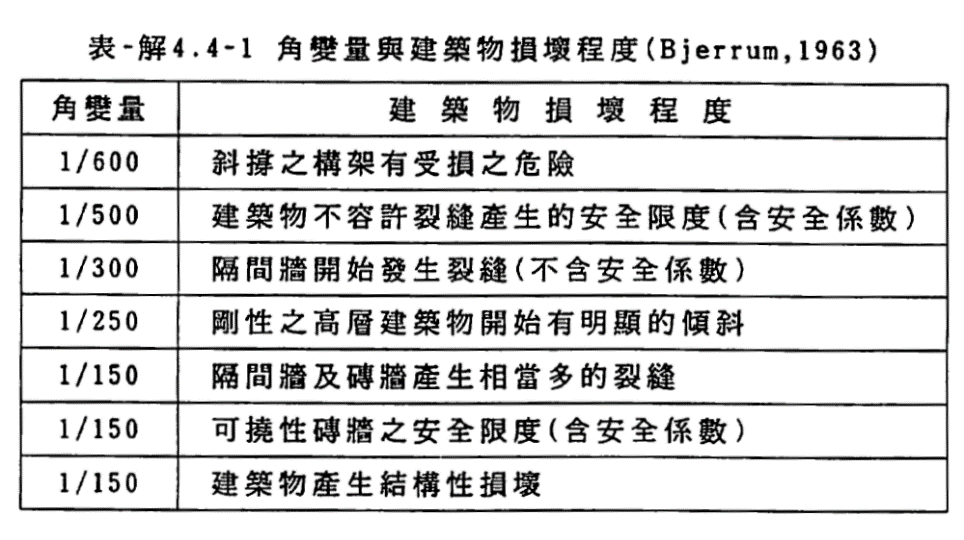 表-解4.4-1 角變量與建築物損壞程度(Bjerrum,1963)
角變量 建築物損壞程度
1/600 斜撐之構架有受損之危險
1/500 建築物不容許裂縫產生的安全限度(含安全係數)
1/300 隔間牆開始發生裂縫(不含安全係數)
1/250 剛性之高層建築物開始有明顯的傾斜
1/150 隔間牆及磚牆產生相當多的裂縫
1/150 可撓性磚牆之安全限度(含安全係數)
1/150 建築物產生結構性損壞